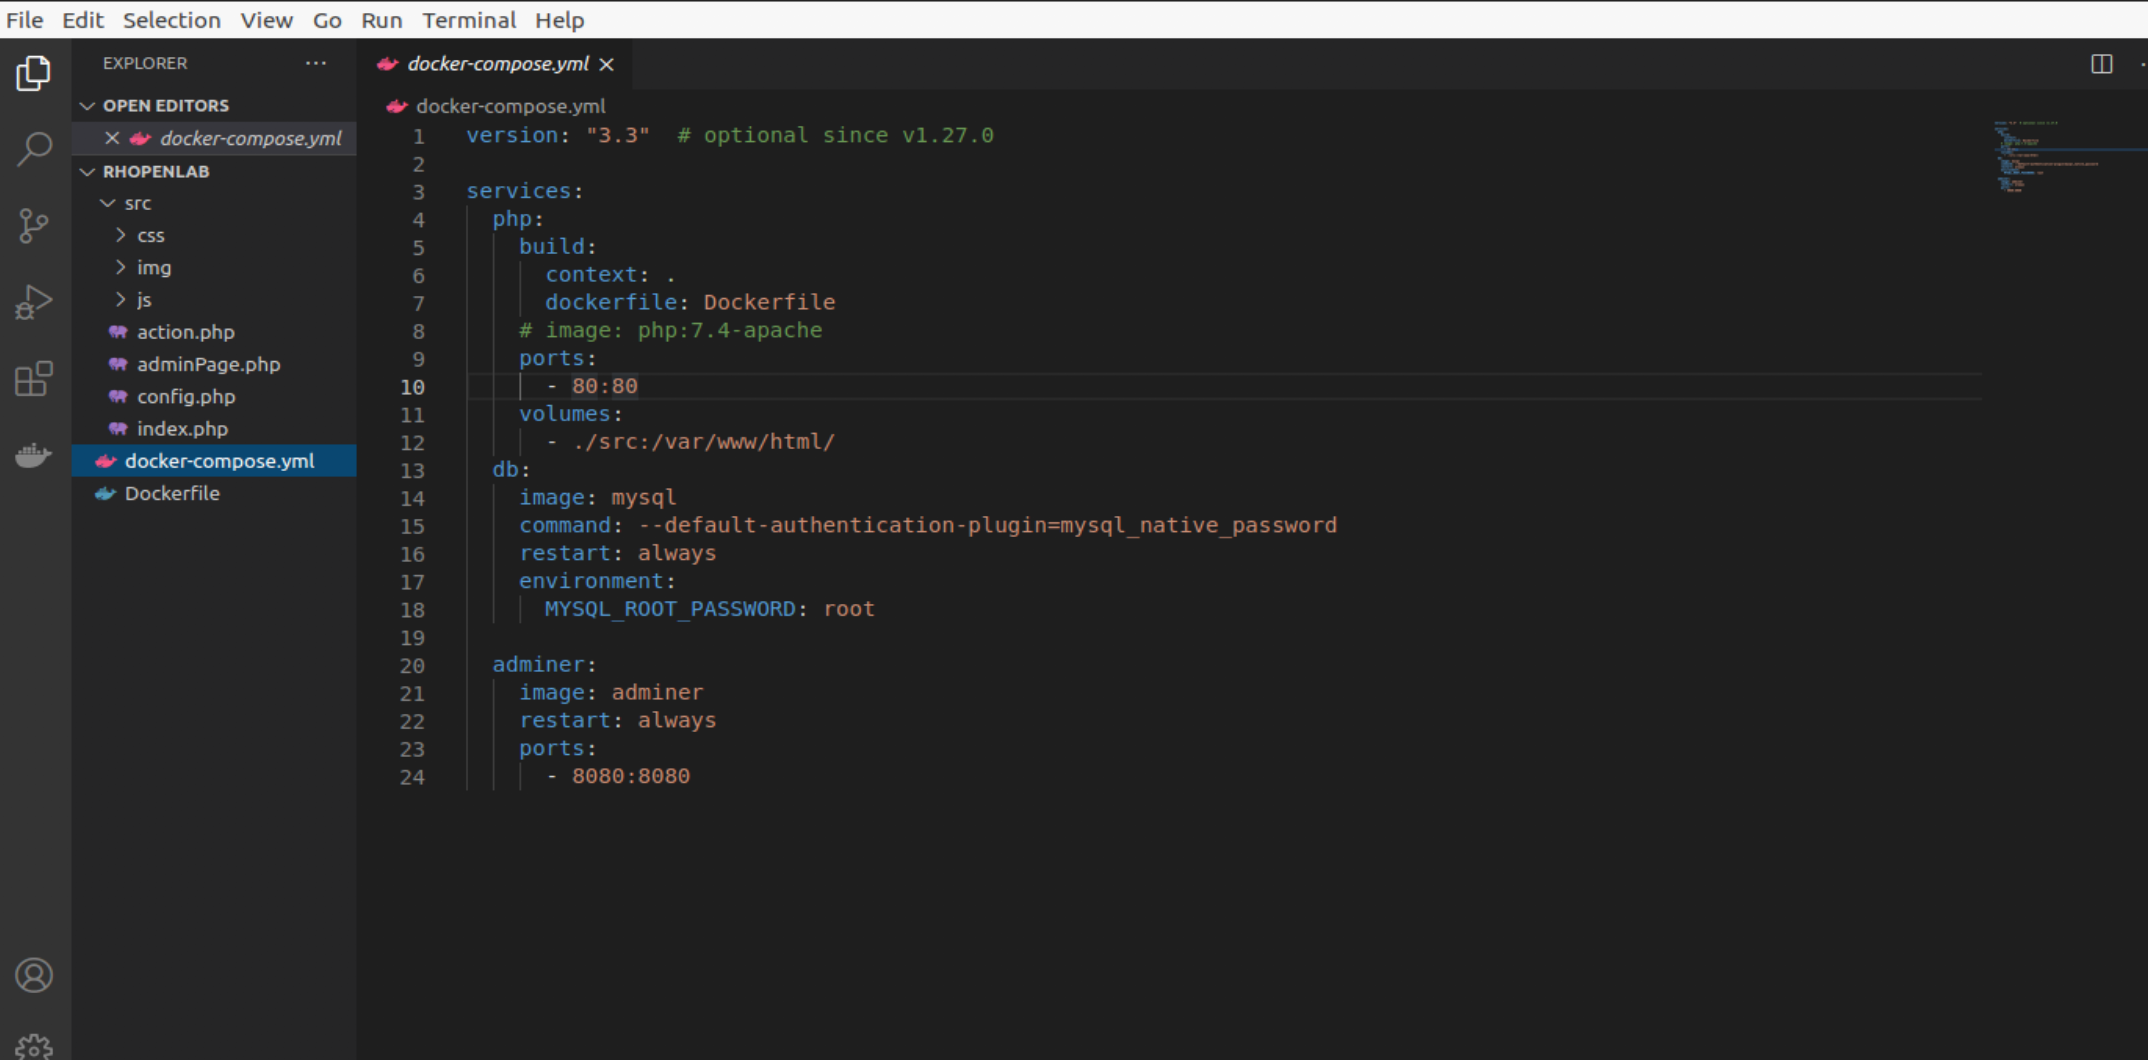 File Edit Selection View Go Run Terminal Help
EXPLORER ···
OPEN EDITORS
docker-compose.yml
RHOPENLAB
src
css
img
js
action.php
adminPage.php
config.php
index.php
docker-compose.yml
Dockerfile
docker-compose.yml
docker-compose.yml
1 version: "3.3"  # optional since v1.27.0
2
3 services:
4   php:
5     build:
6       context: .
7       dockerfile: Dockerfile
8     # image: php:7.4-apache
9     ports:
10       - 80:80
11     volumes:
12       - ./src:/var/www/html/
13   db:
14     image: mysql
15     command: --default-authentication-plugin=mysql_native_password
16     restart: always
17     environment:
18       MYSQL_ROOT_PASSWORD: root
19
20   adminer:
21     image: adminer
22     restart: always
23     ports:
24       - 8080:8080